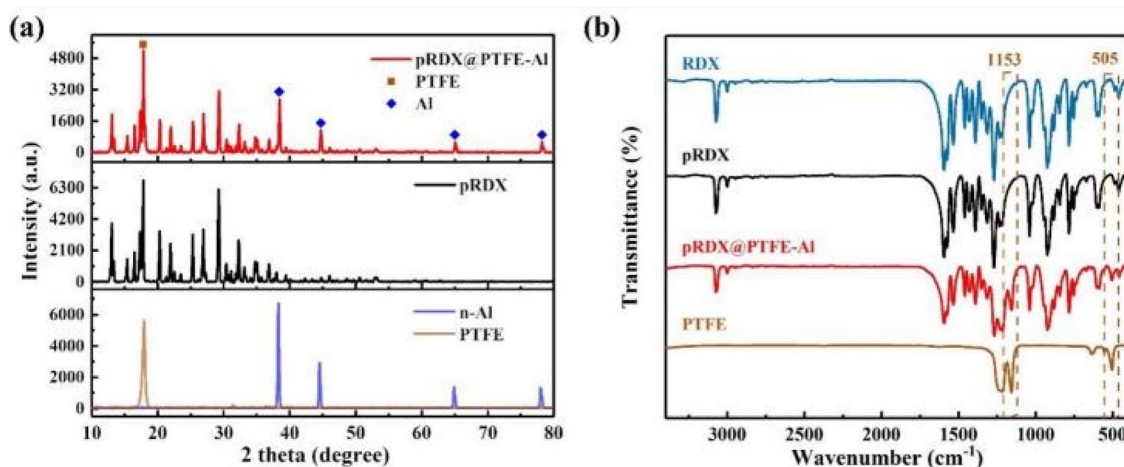 (a)
Intensity (a.u.)
4800
3200
1600
0
pRDX@PTFE-Al
PTFE
Al
6300
4200
2100
0
pRDX
6000
4000
2000
0
n-Al
PTFE
10 20 30 40 50 60 70 80
2 theta (degree)
(b)
Transmittance (%)
1153 505
RDX
pRDX
pRDX@PTFE-Al
PTFE
3000 2500 2000 1500 1000 500
Wavenumber (cm⁻¹)